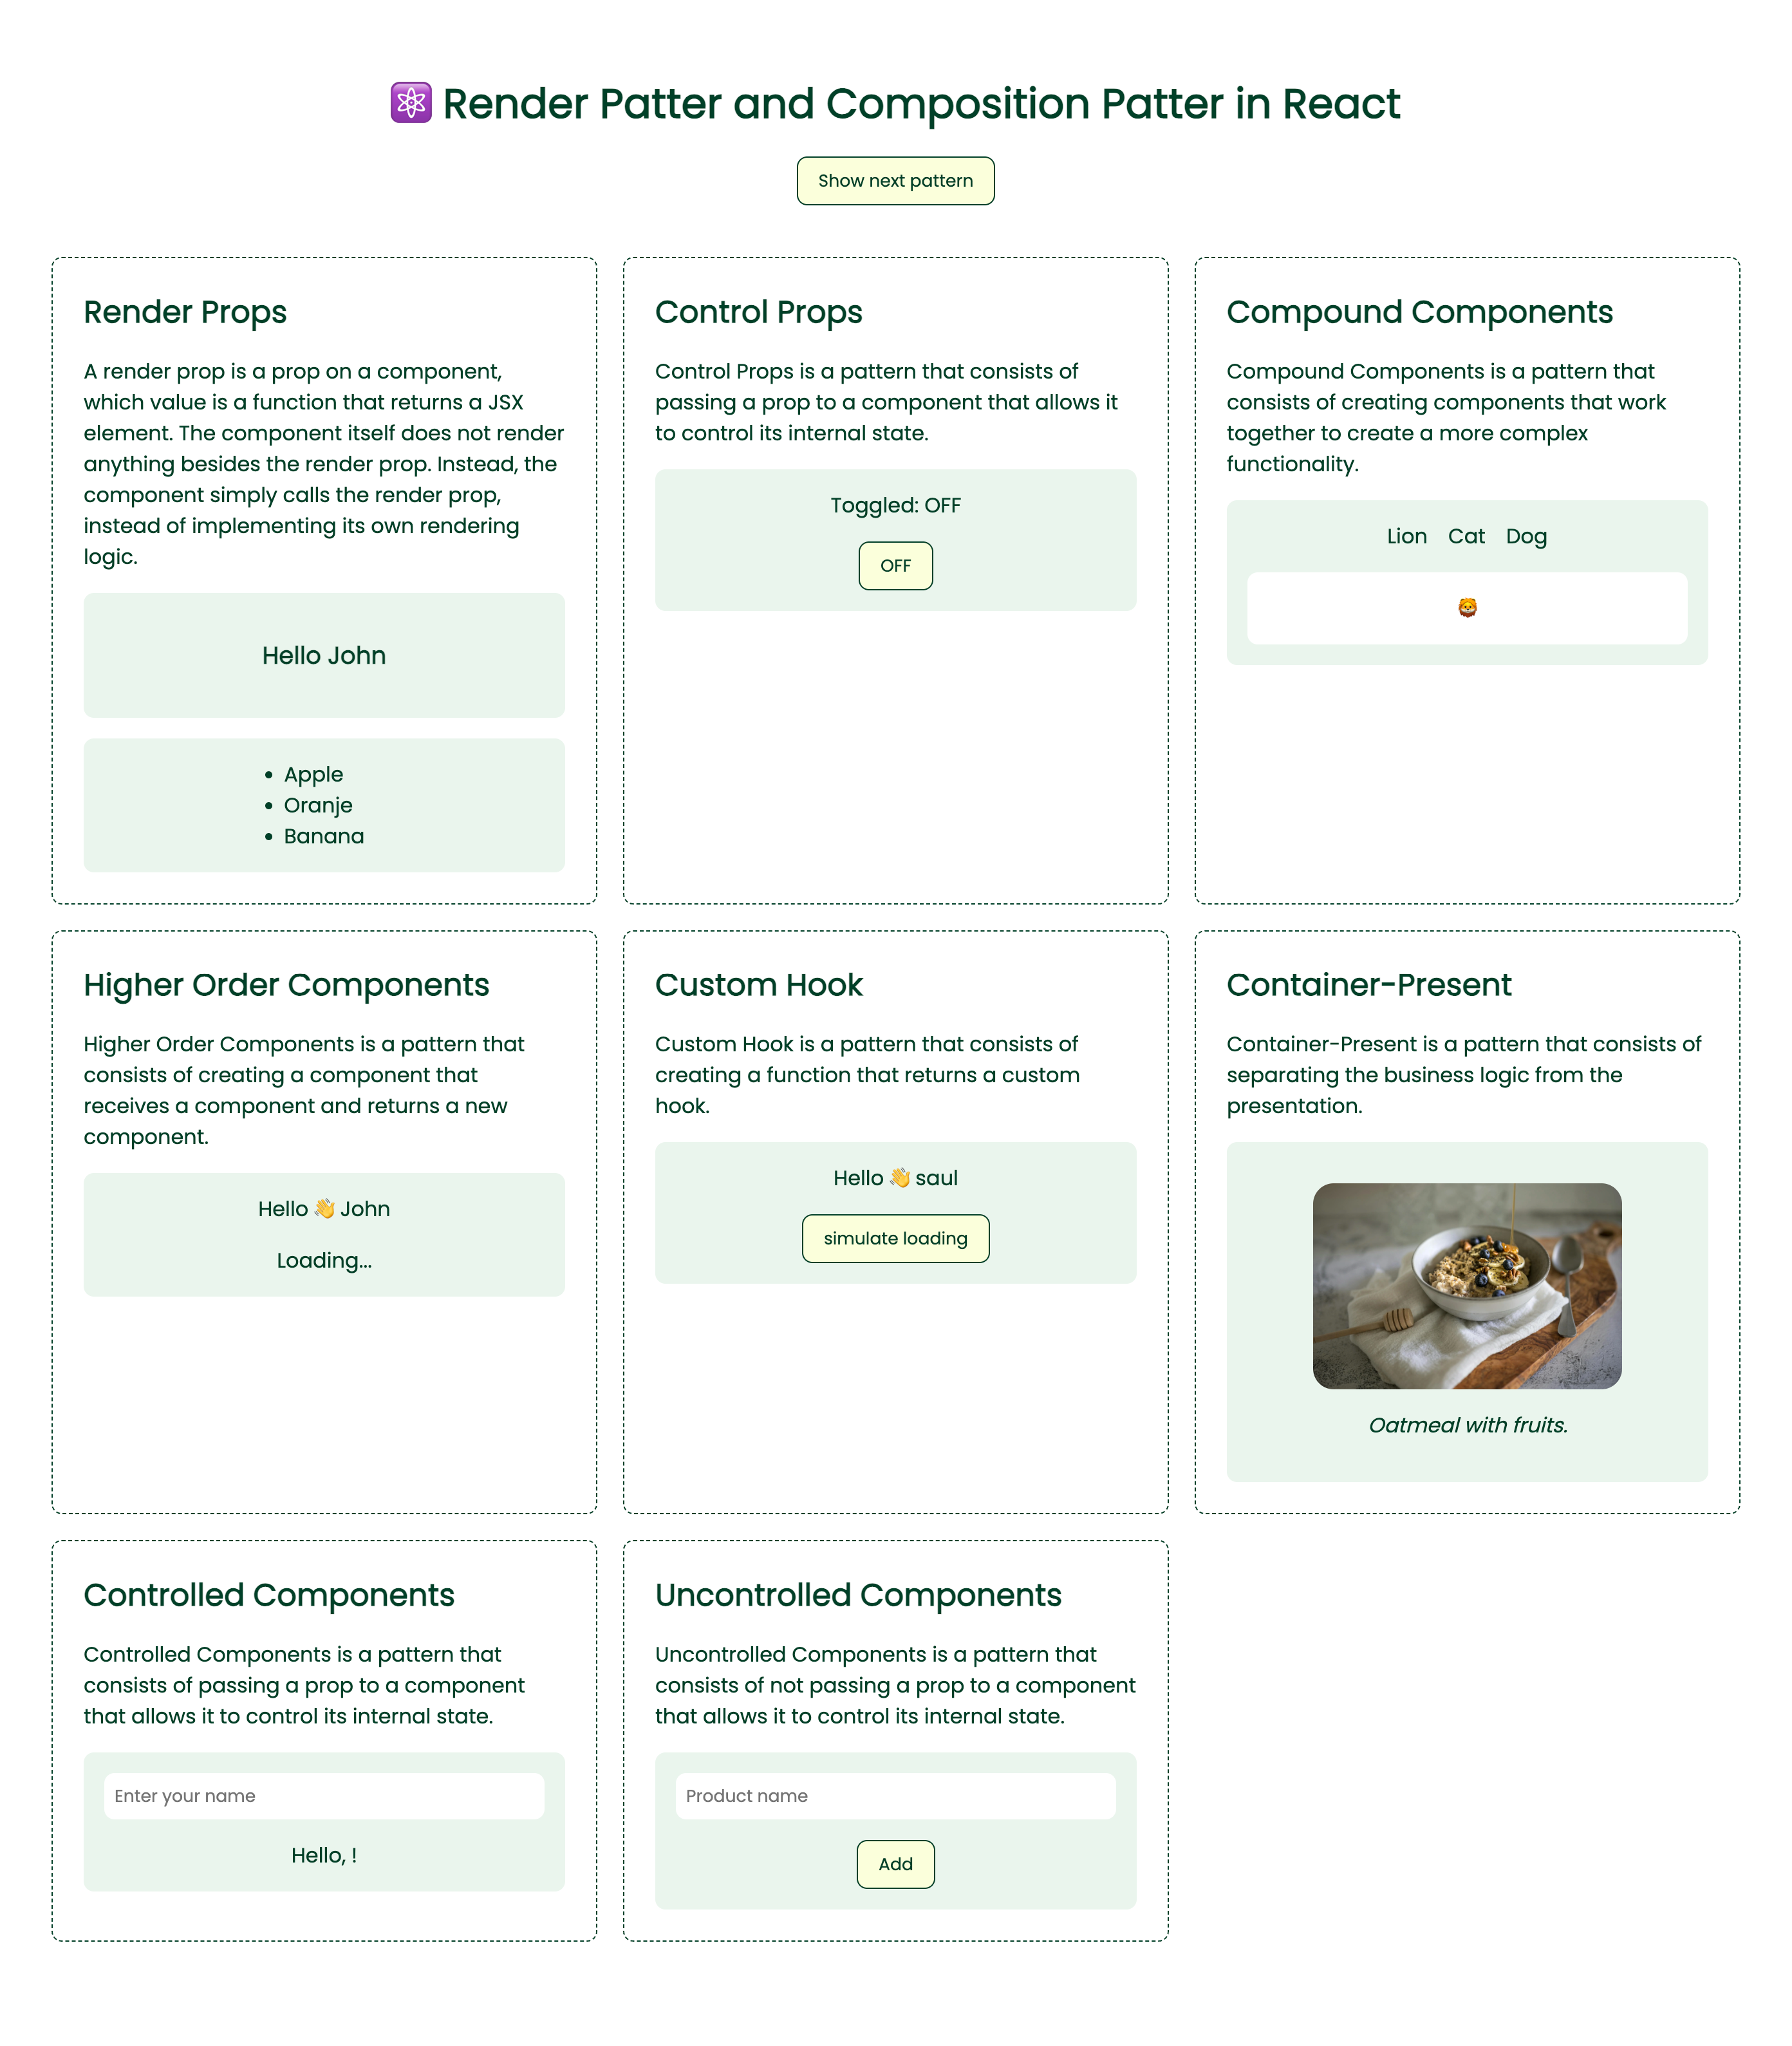 ⚛️ Render Patter and Composition Patter in React
Show next pattern
Render Props
A render prop is a prop on a component,
which value is a function that returns a JSX
element. The component itself does not render
anything besides the render prop. Instead, the
component simply calls the render prop,
instead of implementing its own rendering
logic.
Hello John
• Apple
• Oranje
• Banana
Control Props
Control Props is a pattern that consists of
passing a prop to a component that allows it
to control its internal state.
Toggled: OFF
OFF
Compound Components
Compound Components is a pattern that
consists of creating components that work
together to create a more complex
functionality.
Lion Cat Dog
🦁
Higher Order Components
Higher Order Components is a pattern that
consists of creating a component that
receives a component and returns a new
component.
Hello 👋 John
Loading...
Custom Hook
Custom Hook is a pattern that consists of
creating a function that returns a custom
hook.
Hello 👋 saul
simulate loading
Container-Present
Container-Present is a pattern that consists of
separating the business logic from the
presentation.
Oatmeal with fruits.
Controlled Components
Controlled Components is a pattern that
consists of passing a prop to a component
that allows it to control its internal state.
Enter your name
Hello, !
Uncontrolled Components
Uncontrolled Components is a pattern that
consists of not passing a prop to a component
that allows it to control its internal state.
Product name
Add